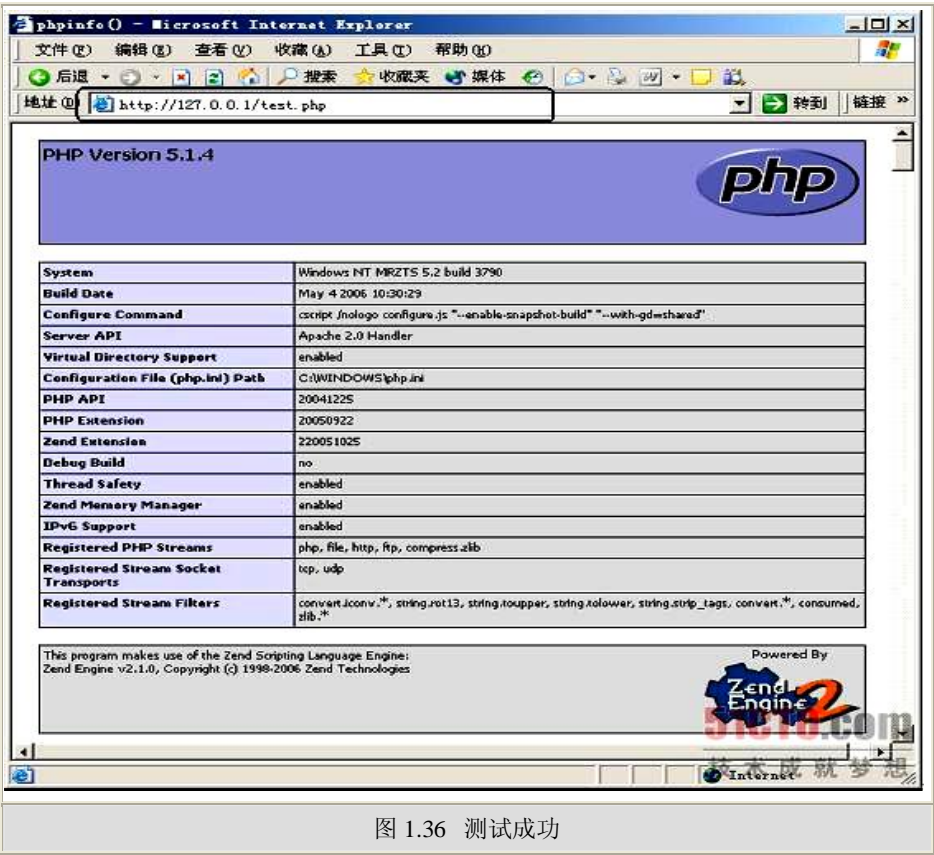 phpinfo() - Microsoft Internet Explorer
文件(F) 编辑(E) 查看(V) 收藏(A) 工具(T) 帮助(H)
后退 搜索 收藏夹 媒体
地址(D) http://127.0.0.1/test.php 转到 链接 »
PHP Version 5.1.4
php
System Windows NT MRZTS 5.2 build 3790
Build Date May 4 2006 10:30:29
Configure Command cscript /nologo configure.js "--enable-snapshot-build" "--with-gd=shared"
Server API Apache 2.0 Handler
Virtual Directory Support enabled
Configuration File (php.ini) Path C:\WINDOWS\php.ini
PHP API 20041225
PHP Extension 20050922
Zend Extension 220051025
Debug Build no
Thread Safety enabled
Zend Memory Manager enabled
IPv6 Support enabled
Registered PHP Streams php, file, http, ftp, compress.zlib
Registered Stream Socket
Transports tcp, udp
Registered Stream Filters convert.iconv.*, string.rot13, string.toupper, string.tolower, string.strip_tags, convert.*, consumed,
zlib.*
This program makes use of the Zend Scripting Language Engine:
Zend Engine v2.1.0, Copyright (c) 1998-2006 Zend Technologies
Powered By
Zend
Engine 2
51CTO.com
技术成就梦想
Internet
图 1.36 测试成功